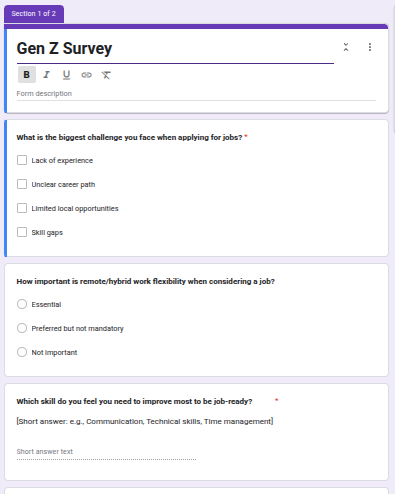 Section 1 of 2
Gen Z Survey
B I U
Form description
What is the biggest challenge you face when applying for jobs? *
Lack of experience
Unclear career path
Limited local opportunities
Skill gaps
How important is remote/hybrid work flexibility when considering a job?
Essential
Preferred but not mandatory
Not important
Which skill do you feel you need to improve most to be job-ready? *
[Short answer: e.g., Communication, Technical skills, Time management]
Short answer text